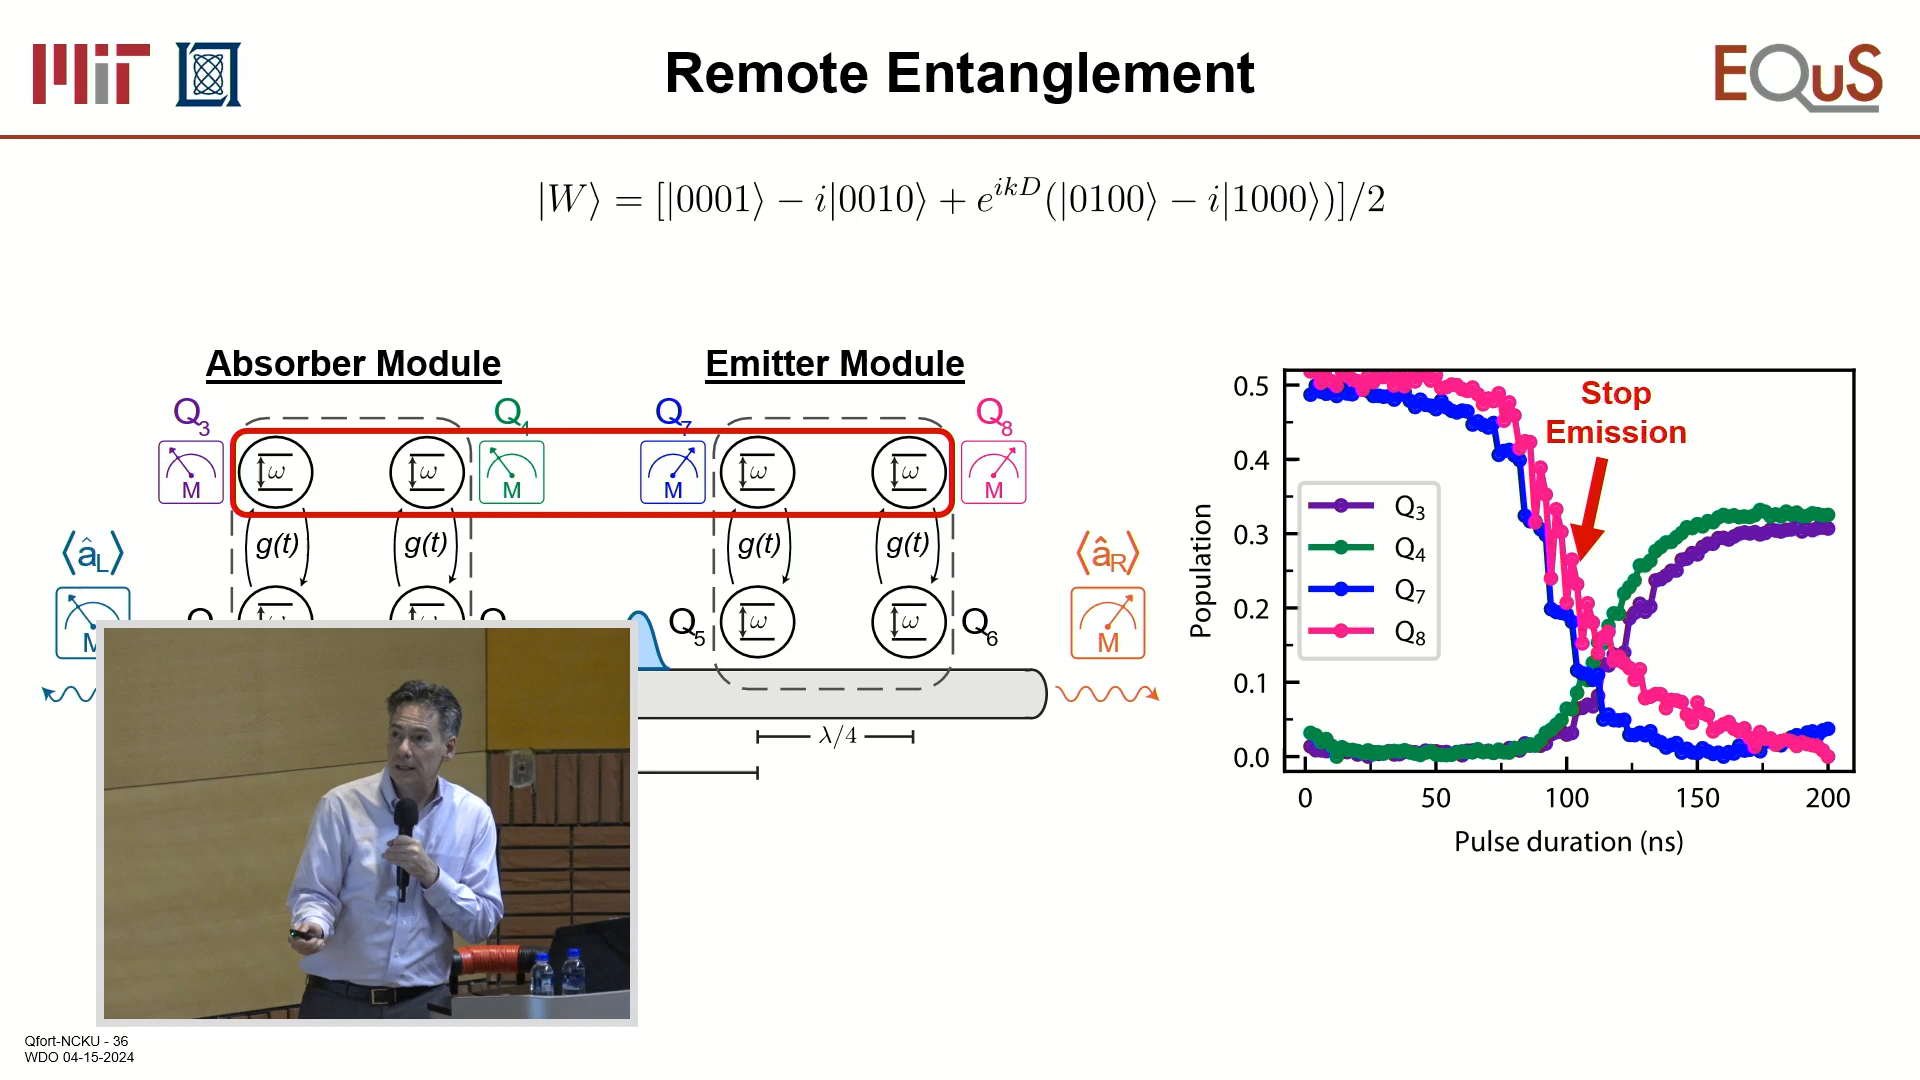 MIT
Remote Entanglement
EQuS
|W⟩ = [|0001⟩ − i|0010⟩ + e^{ikD}(|0100⟩ − i|1000⟩)]/2
Absorber Module
Emitter Module
Q3
Q4
Q7
Q8
M
M
M
M
ω
ω
ω
ω
g(t)
g(t)
g(t)
g(t)
⟨âL⟩
⟨âR⟩
M
M
Q5
ω
ω
Q6
λ/4
Stop
Emission
Population
0.5
0.4
0.3
0.2
0.1
0.0
Q3
Q4
Q7
Q8
0 50 100 150 200
Pulse duration (ns)
Qfort-NCKU - 36
WDO 04-15-2024